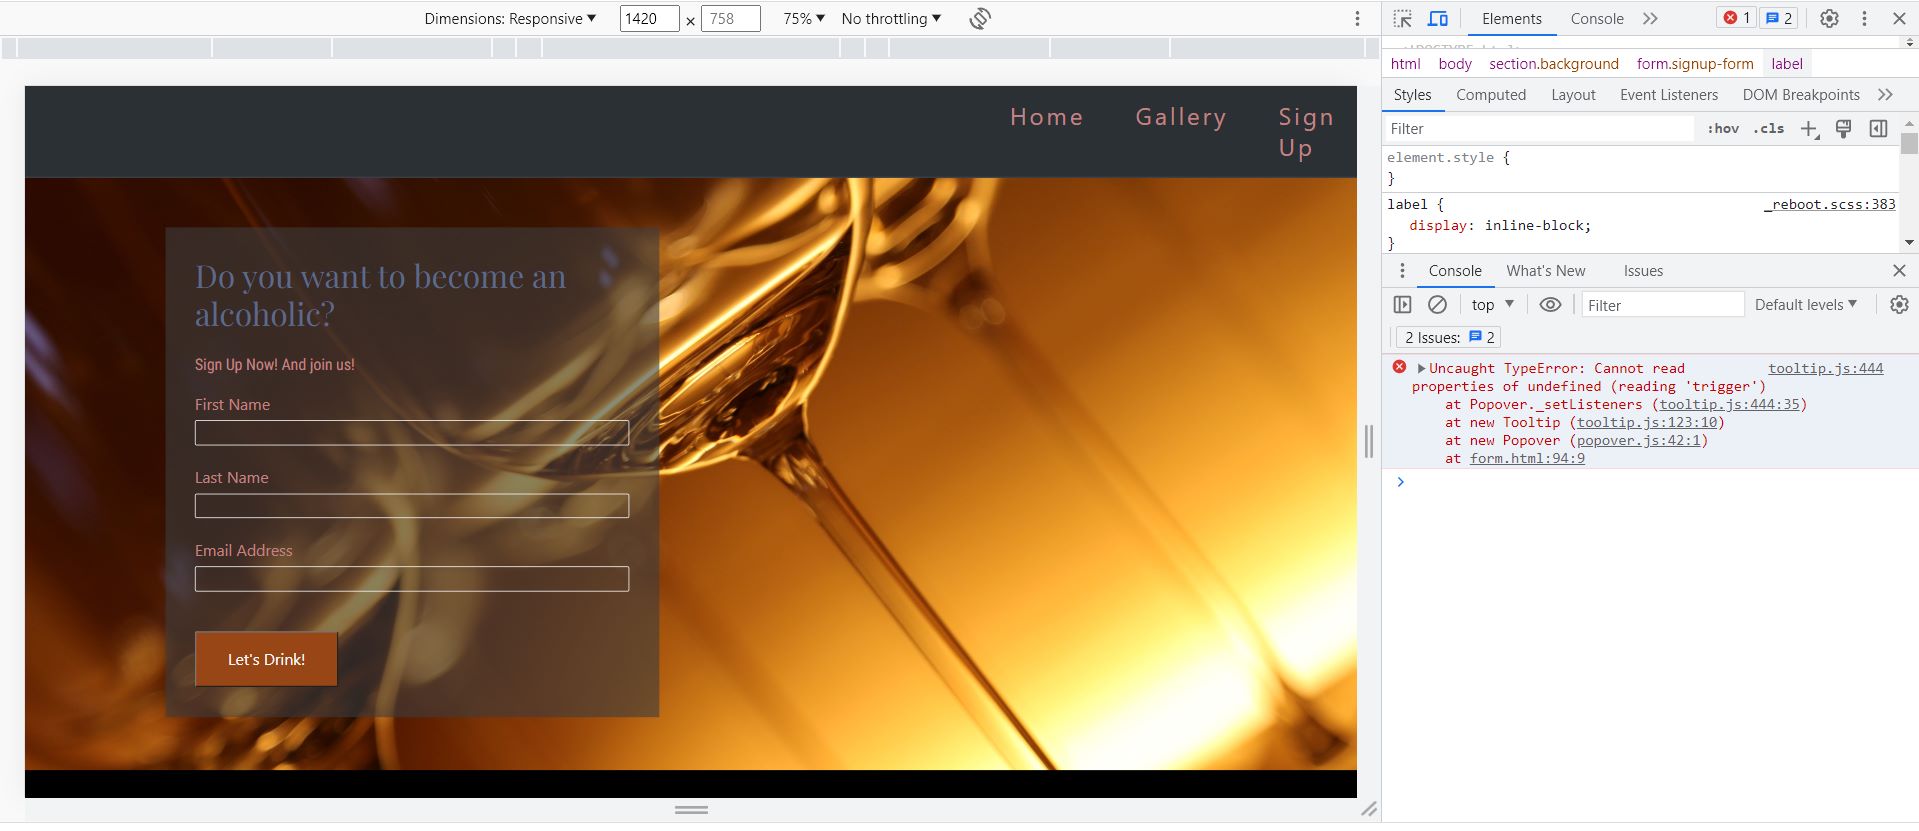 Dimensions: Responsive
1420 × 758
75%
No throttling
Elements
Console
1
2
html body section.background form.signup-form label
Styles Computed Layout Event Listeners DOM Breakpoints
Filter
:hov .cls
element.style {
}
label {
_reboot.scss:383
display: inline-block;
}
Console What's New Issues
top
Filter
Default levels
2 Issues: 2
Uncaught TypeError: Cannot read tooltip.js:444
properties of undefined (reading 'trigger')
at Popover._setListeners (tooltip.js:444:35)
at new Tooltip (tooltip.js:123:10)
at new Popover (popover.js:42:1)
at form.html:94:9
Home Gallery Sign
Up
Do you want to become an
alcoholic?
Sign Up Now! And join us!
First Name
Last Name
Email Address
Let's Drink!